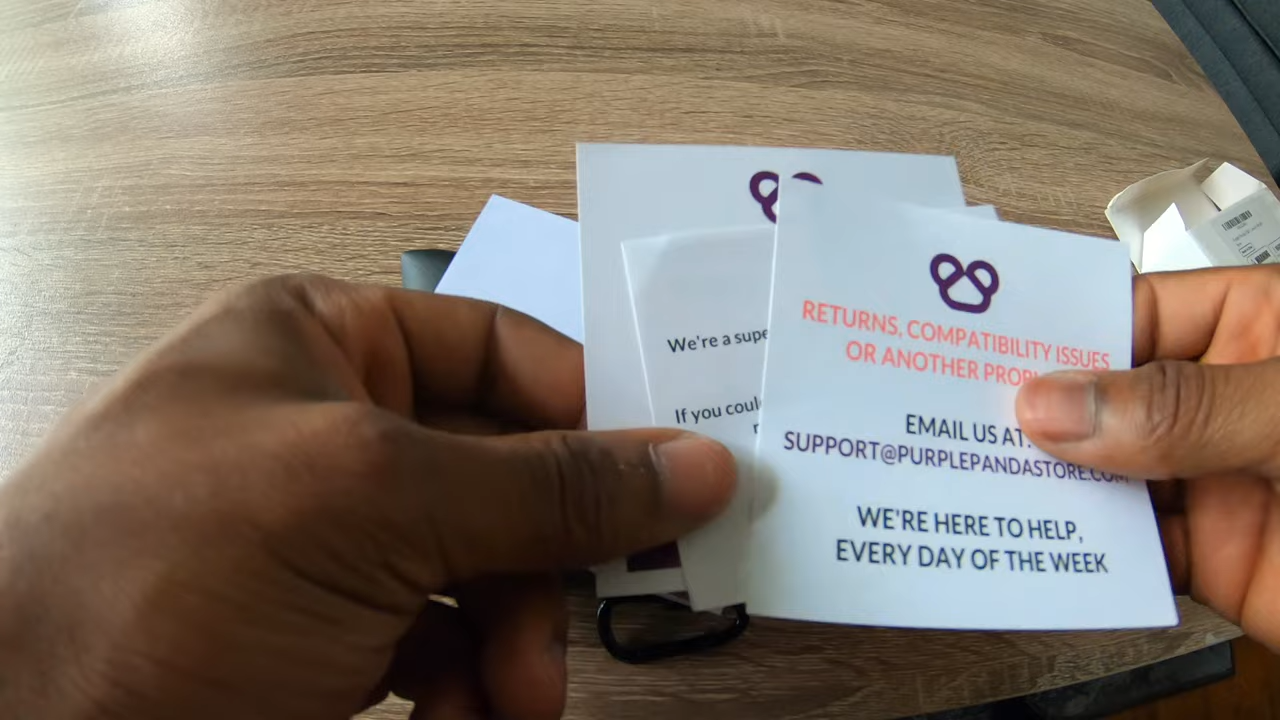 We're a supe
If you coul
RETURNS, COMPATIBILITY ISSUES
OR ANOTHER
EMAIL US AT:
SUPPORT@PURPLEPANDASTORE.COM
WE'RE HERE TO HELP,
EVERY DAY OF THE WEEK